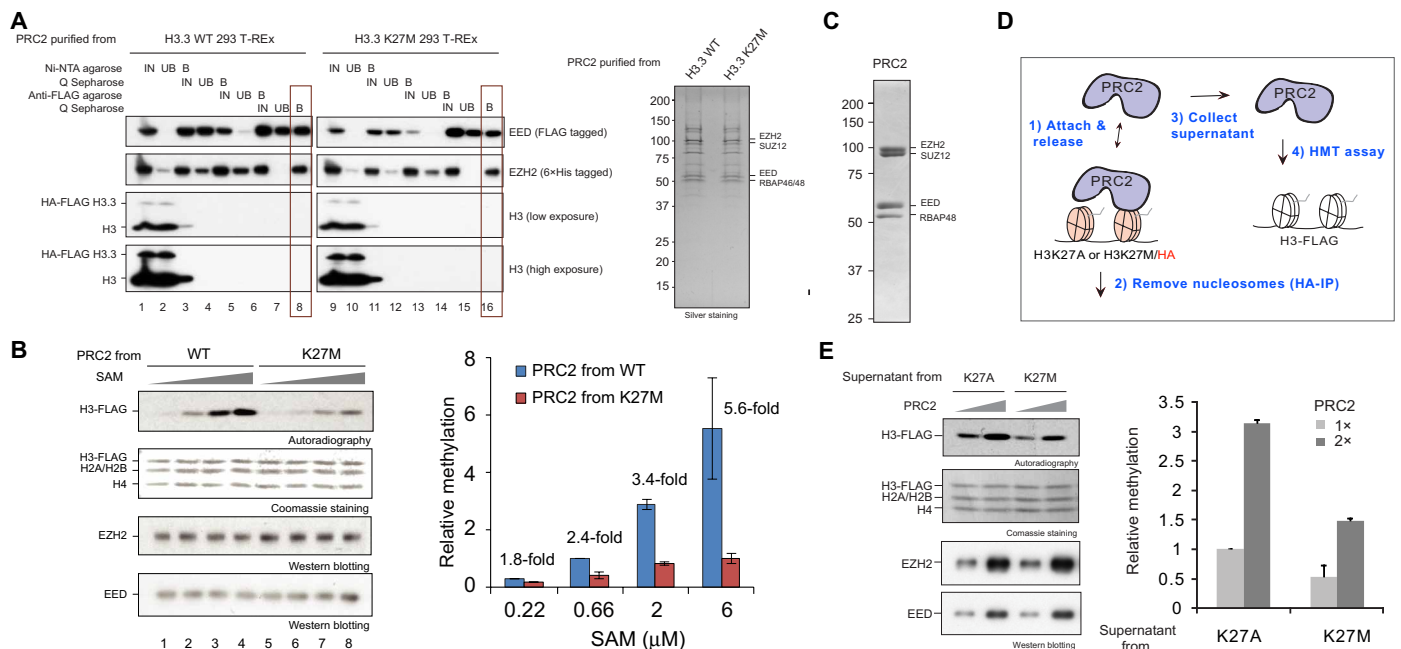 A
PRC2 purified from
H3.3 WT 293 T-REx
H3.3 K27M 293 T-REx
Ni-NTA agarose
IN UB B
IN UB B
Q Sepharose
IN UB B
IN UB B
Anti-FLAG agarose
IN UB B
IN UB B
Q Sepharose
IN UB B
IN UB B
EED (FLAG tagged)
EZH2 (6×His tagged)
HA-FLAG H3.3
H3
H3 (low exposure)
HA-FLAG H3.3
H3
H3 (high exposure)
1 2 3 4 5 6 7 8
9 10 11 12 13 14 15 16
PRC2 purified from
H3.3 WT
H3.3 K27M
200
150
100
75
50
37
25
20
15
EZH2
SUZ12
EED
RBAP46/48
Silver staining
B
PRC2 from
WT
K27M
SAM
H3-FLAG
Autoradiography
H3-FLAG
H2A/H2B
H4
Coomassie staining
EZH2
Western blotting
EED
Western blotting
1 2 3 4 5 6 7 8
Relative methylation
8
6
4
2
0
PRC2 from WT
PRC2 from K27M
1.8-fold
2.4-fold
3.4-fold
5.6-fold
0.22 0.66 2 6
SAM (μM)
C
PRC2
200
150
100
75
50
37
25
EZH2
SUZ12
EED
RBAP48
D
PRC2
PRC2
1) Attach &
release
3) Collect
supernatant
4) HMT assay
PRC2
H3-FLAG
H3K27A or H3K27M/HA
2) Remove nucleosomes (HA-IP)
E
Supernatant from
K27A
K27M
PRC2
H3-FLAG
Autoradiography
H3-FLAG
H2A/H2B
H4
Comassie staining
EZH2
EED
Western blotting
Relative methylation
3.5
3
2.5
2
1.5
1
0.5
0
PRC2
1×
2×
Supernatant
from
K27A
K27M